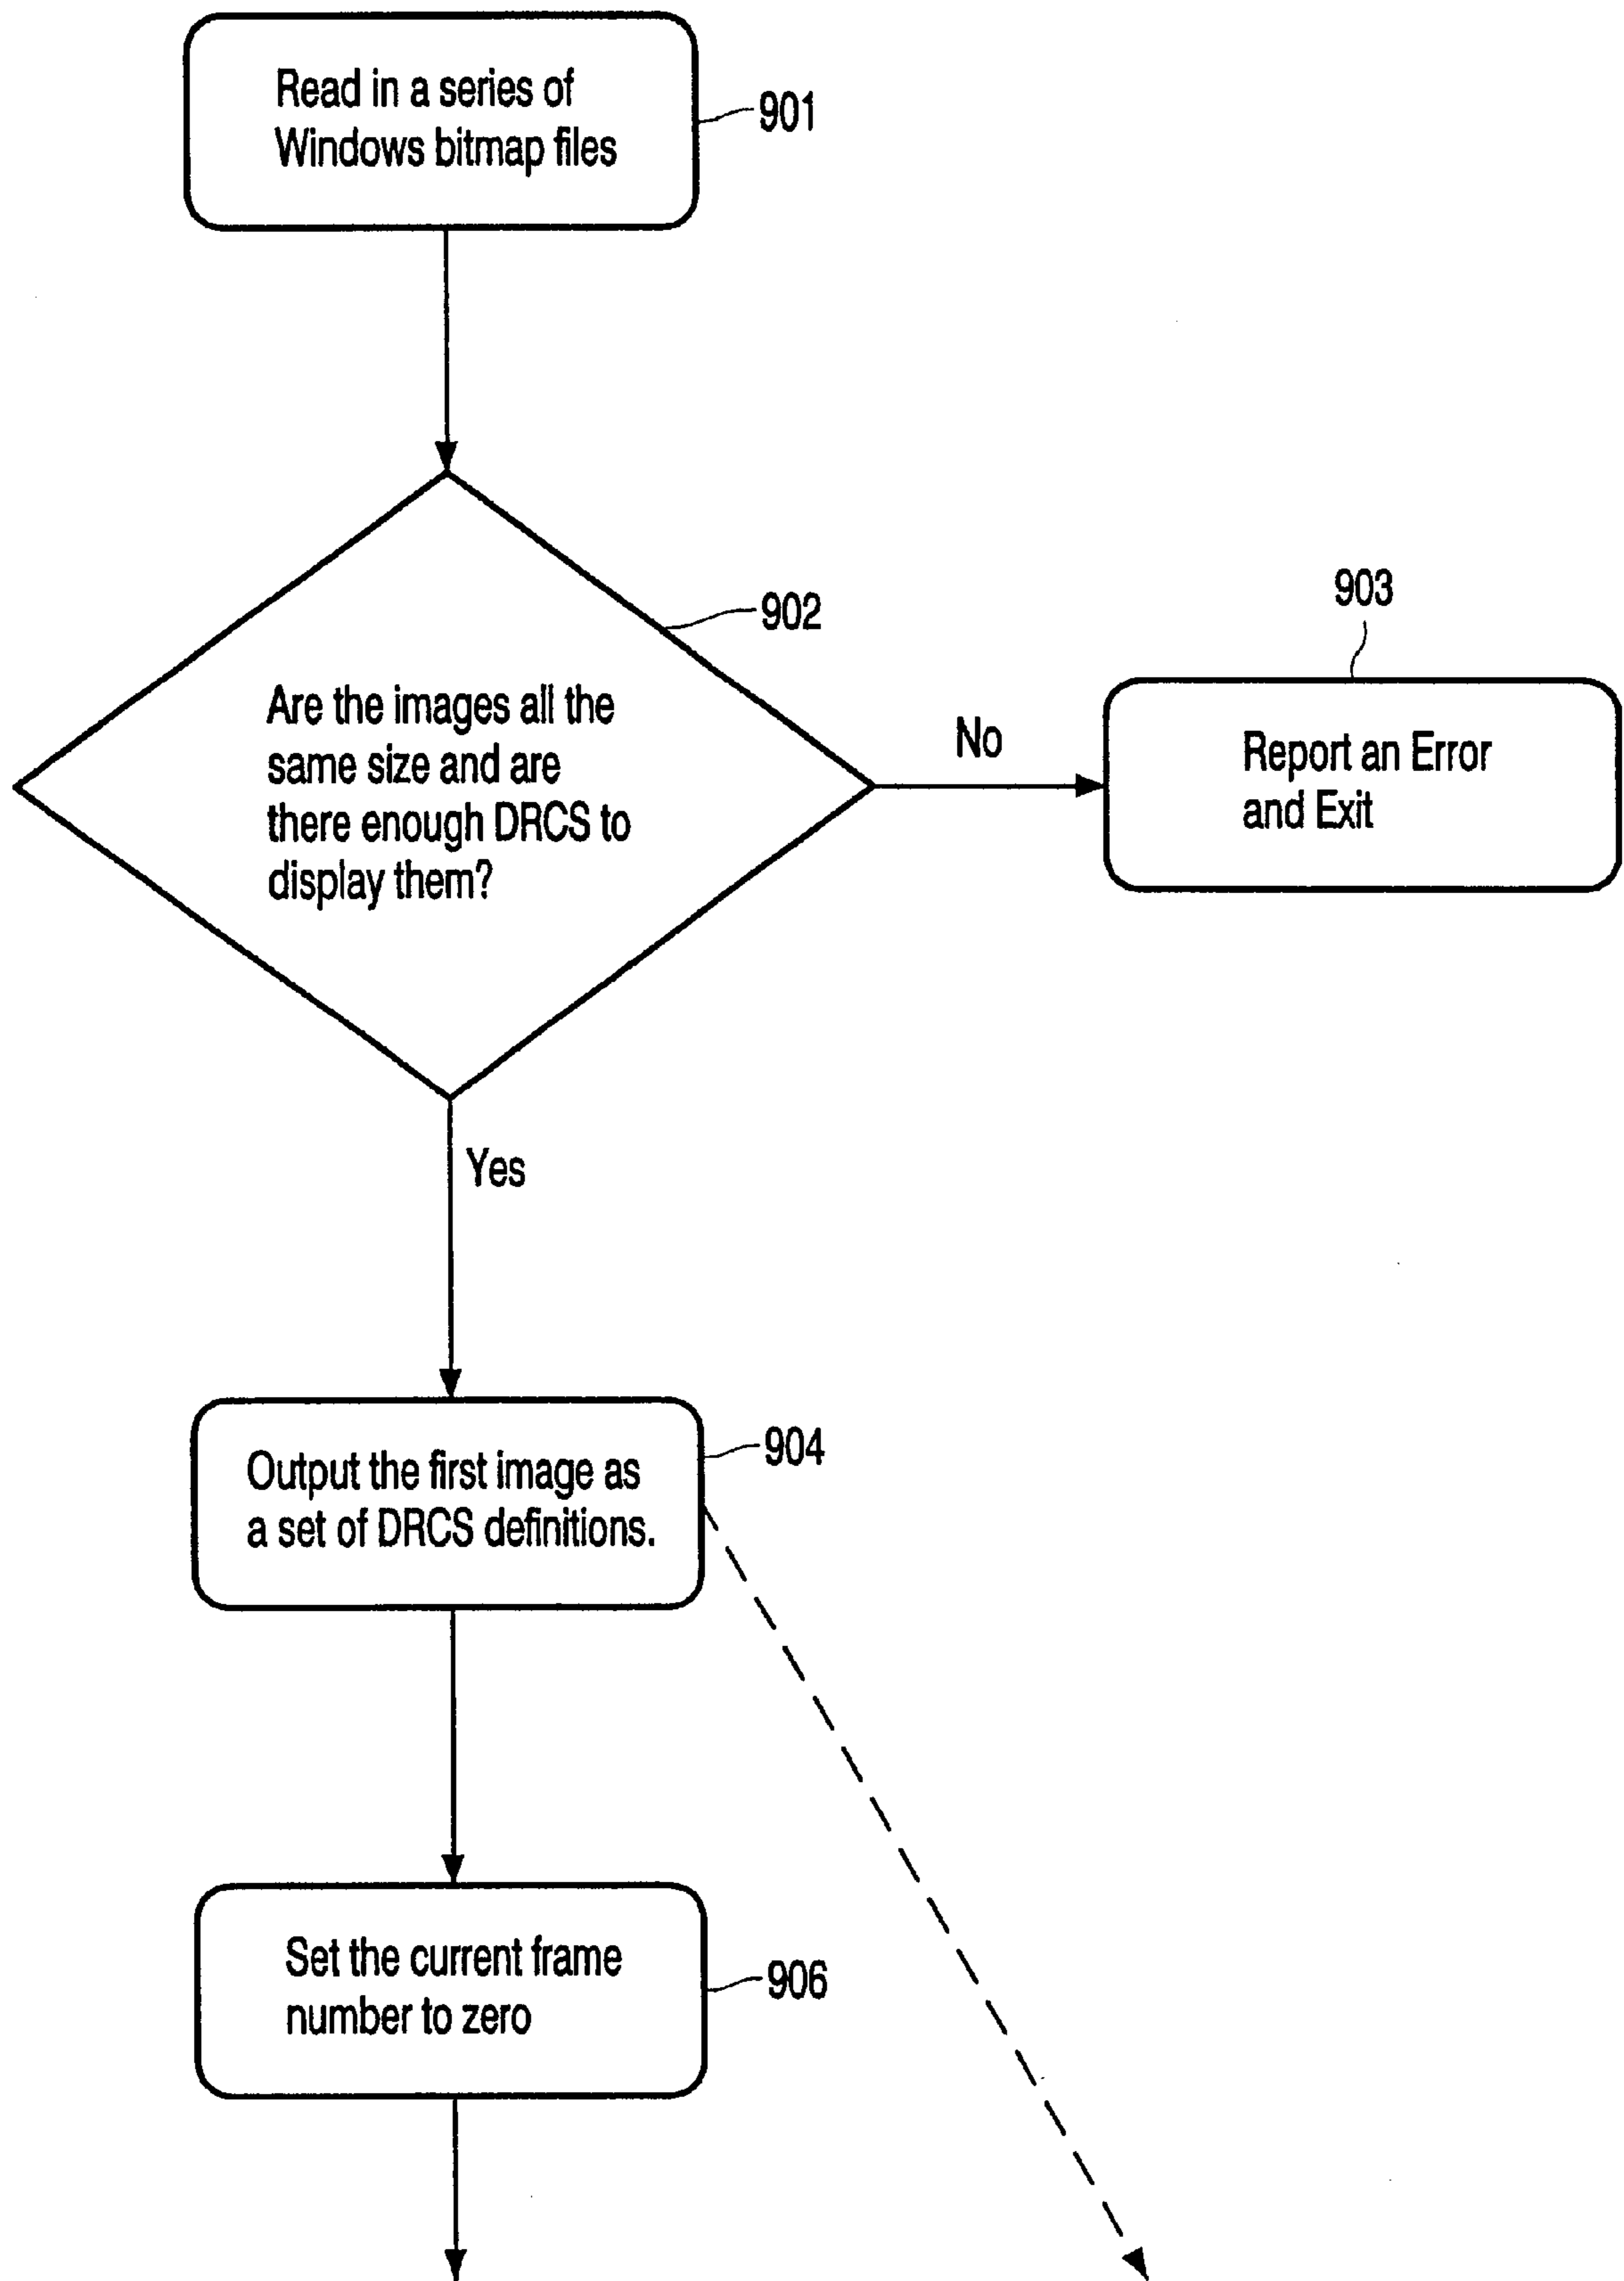 Read in a series of
Windows bitmap files
901
902
Are the images all the
same size and are
there enough DRCS to
display them?
No
903
Report an Error
and Exit
Yes
904
Output the first image as
a set of DRCS definitions.
Set the current frame
number to zero
906